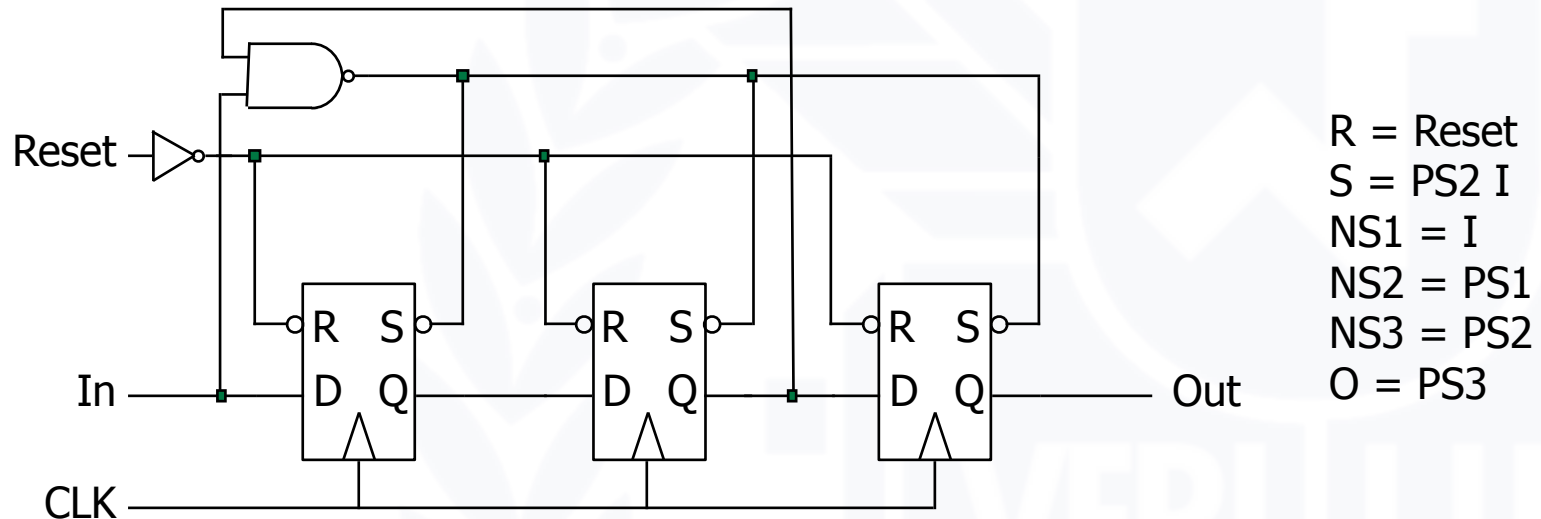 Reset
R S
D Q
R S
D Q
R S
D Q
In
Out
CLK
R = Reset
S = PS2 I
NS1 = I
NS2 = PS1
NS3 = PS2
O = PS3